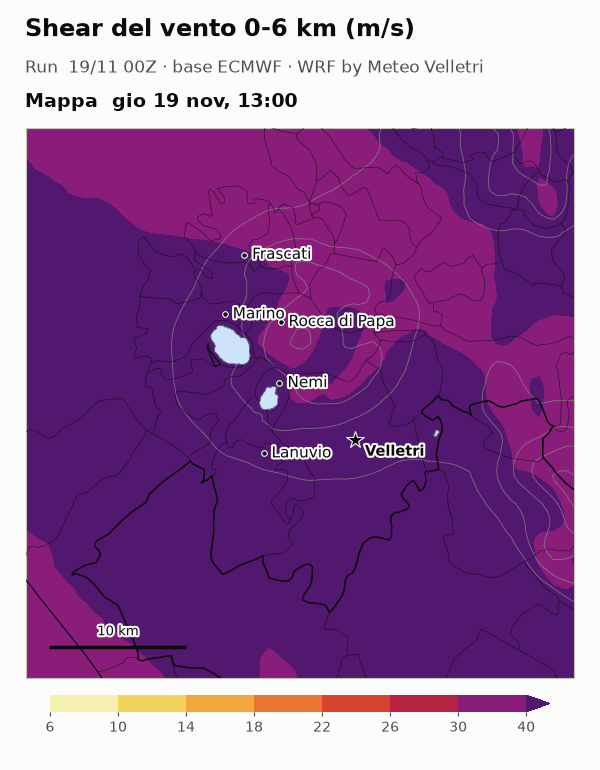 Shear del vento 0-6 km (m/s)
Run 19/11 00Z · base ECMWF · WRF by Meteo Velletri
Mappa gio 19 nov, 13:00
Frascati
Marino
Rocca di Papa
Nemi
Lanuvio
Velletri
10 km
6 10 14 18 22 26 30 40